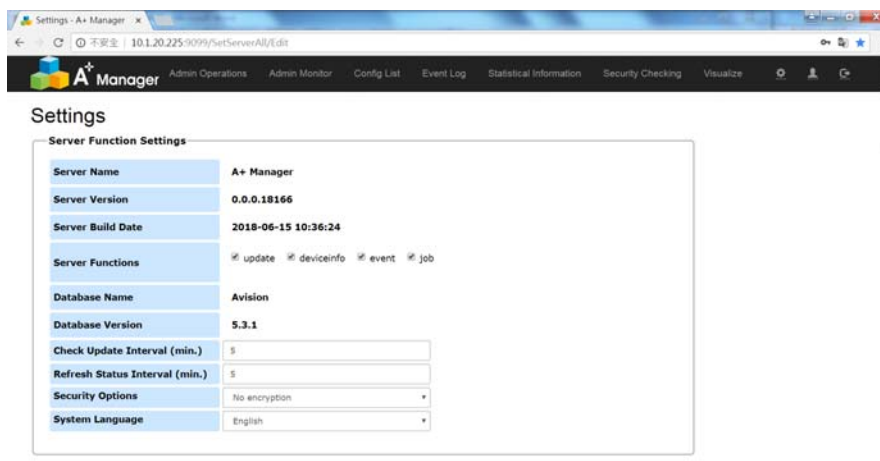 Settings - A+ Manager ×
不安全 | 10.1.20.225:9099/SetServerAll/Edit
A+ Manager Admin Operations Admin Monitor Config List Event Log Statistical Information Security Checking Visualize
Settings
Server Function Settings
Server Name A+ Manager
Server Version 0.0.0.18166
Server Build Date 2018-06-15 10:36:24
Server Functions update deviceinfo event job
Database Name Avision
Database Version 5.3.1
Check Update Interval (min.) 5
Refresh Status Interval (min.) 5
Security Options No encryption
System Language English